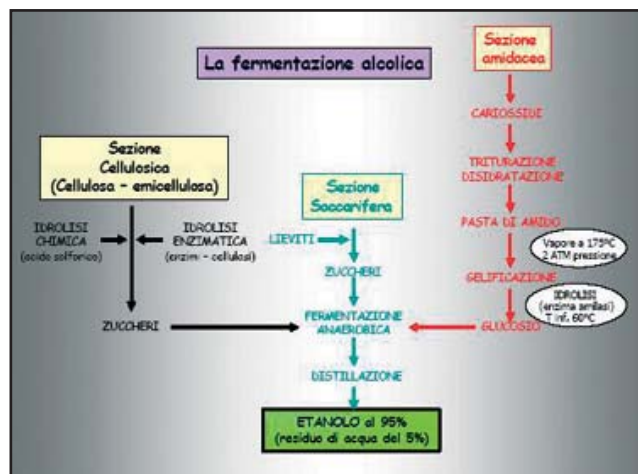 La fermentazione alcolica
Sezione
amidacea
CARIOSSIDI
TRITURAZIONE
DISIDRATAZIONE
PASTA DI AMIDO
Vapore a 175°C
2 ATM pressione
GELIFICAZIONE
IDROLISI
(enzima amilasi)
T inf. 60°C
GLUCOSIO
Sezione
Cellulosica
(Cellulosa - emicellulosa)
IDROLISI
CHIMICA
(acido solforico)
IDROLISI
ENZIMATICA
(enzimi - cellulasi)
ZUCCHERI
Sezione
Saccarifera
LIEVITI
ZUCCHERI
FERMENTAZIONE
ANAEROBICA
DISTILLAZIONE
ETANOLO al 95%
(residuo di acqua del 5%)